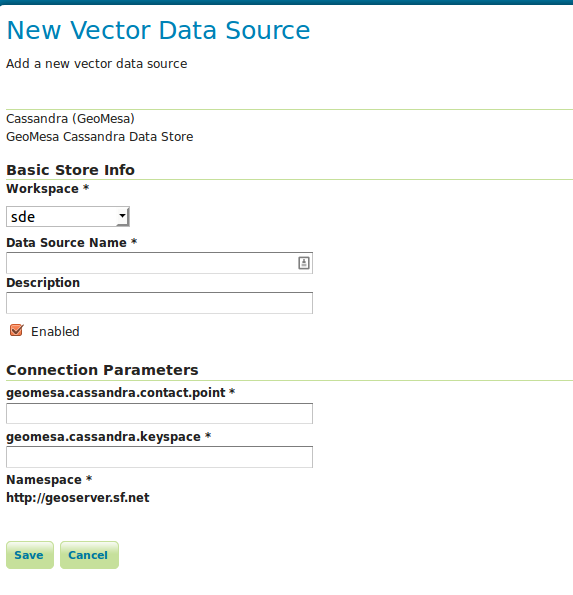 New Vector Data Source
Add a new vector data source
Cassandra (GeoMesa)
GeoMesa Cassandra Data Store
Basic Store Info
Workspace *
sde
Data Source Name *
Description
Enabled
Connection Parameters
geomesa.cassandra.contact.point *
geomesa.cassandra.keyspace *
Namespace *
http://geoserver.sf.net
Save Cancel